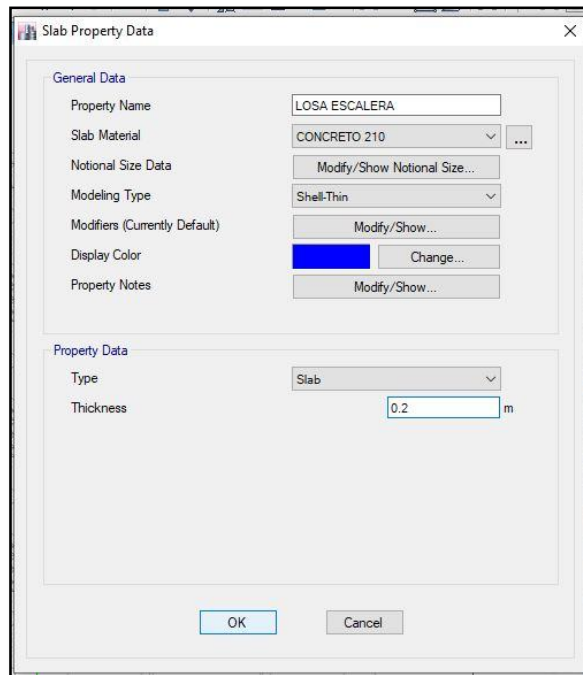 Slab Property Data
General Data
Property Name LOSA ESCALERA
Slab Material CONCRETO 210 ...
Notional Size Data Modify/Show Notional Size...
Modeling Type Shell-Thin
Modifiers (Currently Default) Modify/Show...
Display Color Change...
Property Notes Modify/Show...
Property Data
Type Slab
Thickness 0.2 m
OK Cancel